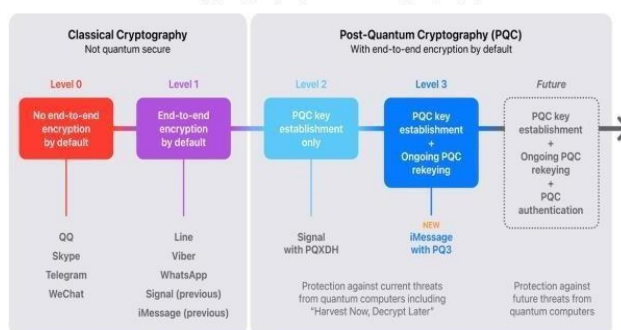 Classical Cryptography
Not quantum secure
Post-Quantum Cryptography (PQC)
With end-to-end encryption by default
Level 0
Level 1
Level 2
Level 3
Future
No end-to-end
encryption
by default
End-to-end
encryption
by default
PQC key
establishment
only
PQC key
establishment
+
Ongoing PQC
rekeying
PQC key
establishment
+
Ongoing PQC
rekeying
+
PQC
authentication
QQ
Skype
Telegram
WeChat
Line
Viber
WhatsApp
Signal (previous)
iMessage (previous)
Signal
with PQXDH
NEW
iMessage
with PQ3
Protection against current threats
from quantum computers including
"Harvest Now, Decrypt Later"
Protection against
future threats from
quantum computers